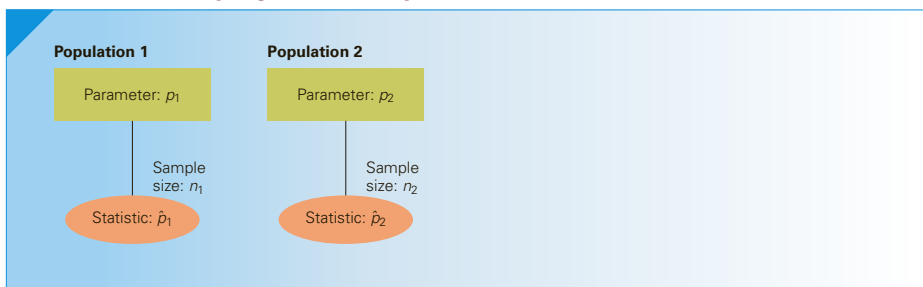 Population 1
Population 2
Parameter: p₁
Parameter: p₂
Sample
size: n₁
Sample
size: n₂
Statistic: p̂₁
Statistic: p̂₂